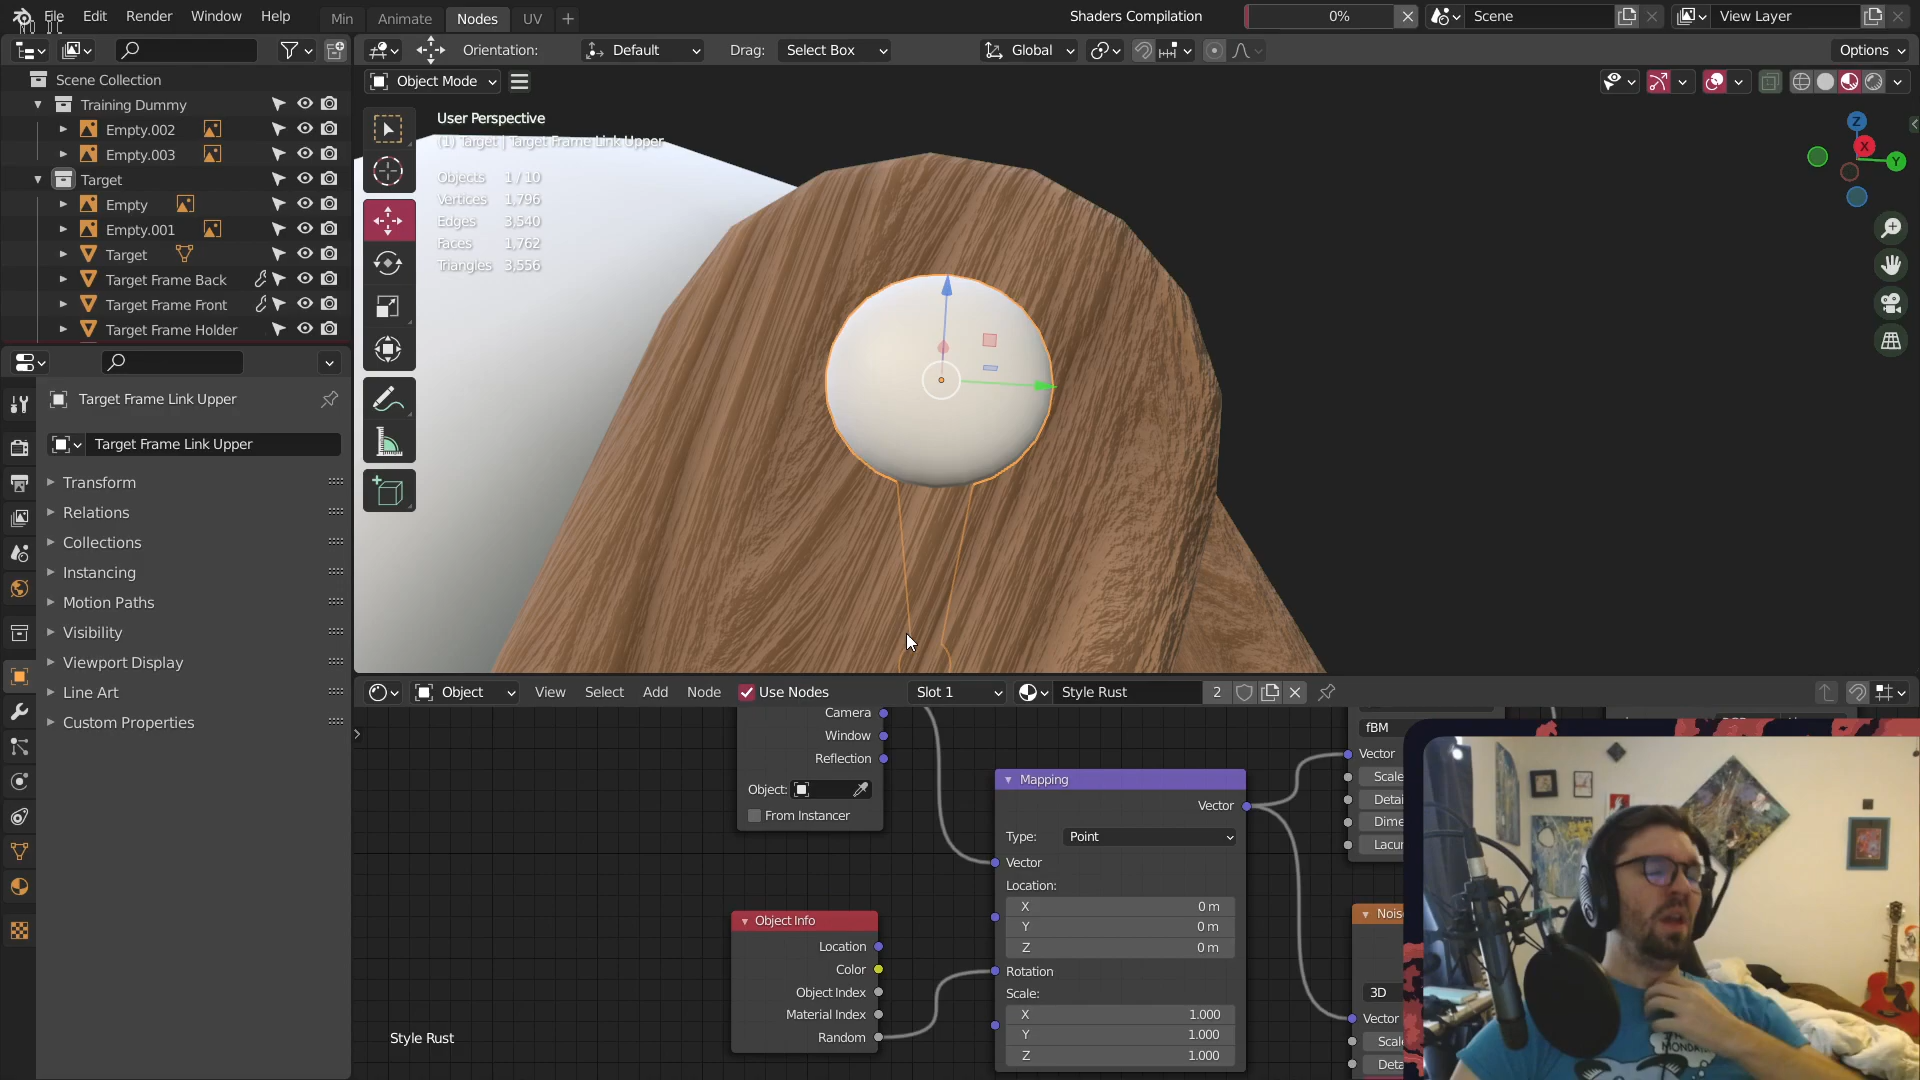 File Edit Render Window Help
Min Animate Nodes UV +
Shaders Compilation 0% Scene View Layer
Orientation: Default Drag: Select Box Global Options
Scene Collection
Training Dummy
Empty.002
Empty.003
Target
Empty
Empty.001
Target
Target Frame Back
Target Frame Front
Target Frame Holder
Object Mode
User Perspective
(1) Target | Target Frame Link Upper
Objects 1 / 10
Vertices 1,796
Edges 3,540
Faces 1,762
Triangles 3,556
Z
X
Y
Target Frame Link Upper
Target Frame Link Upper
Transform
Relations
Collections
Instancing
Motion Paths
Visibility
Viewport Display
Line Art
Custom Properties
Object View Select Add Node Use Nodes Slot 1 Style Rust 2
Camera
Window
Reflection
Object:
From Instancer
Object Info
Location
Color
Object Index
Material Index
Random
Mapping
Vector
Type: Point
Vector
Location:
X 0 m
Y 0 m
Z 0 m
Rotation
Scale:
X 1.000
Y 1.000
Z 1.000
fBM
Vector
Scale
Detai
Dime
Lacur
Nois
3D
Vector
Scale
Deta
Style Rust